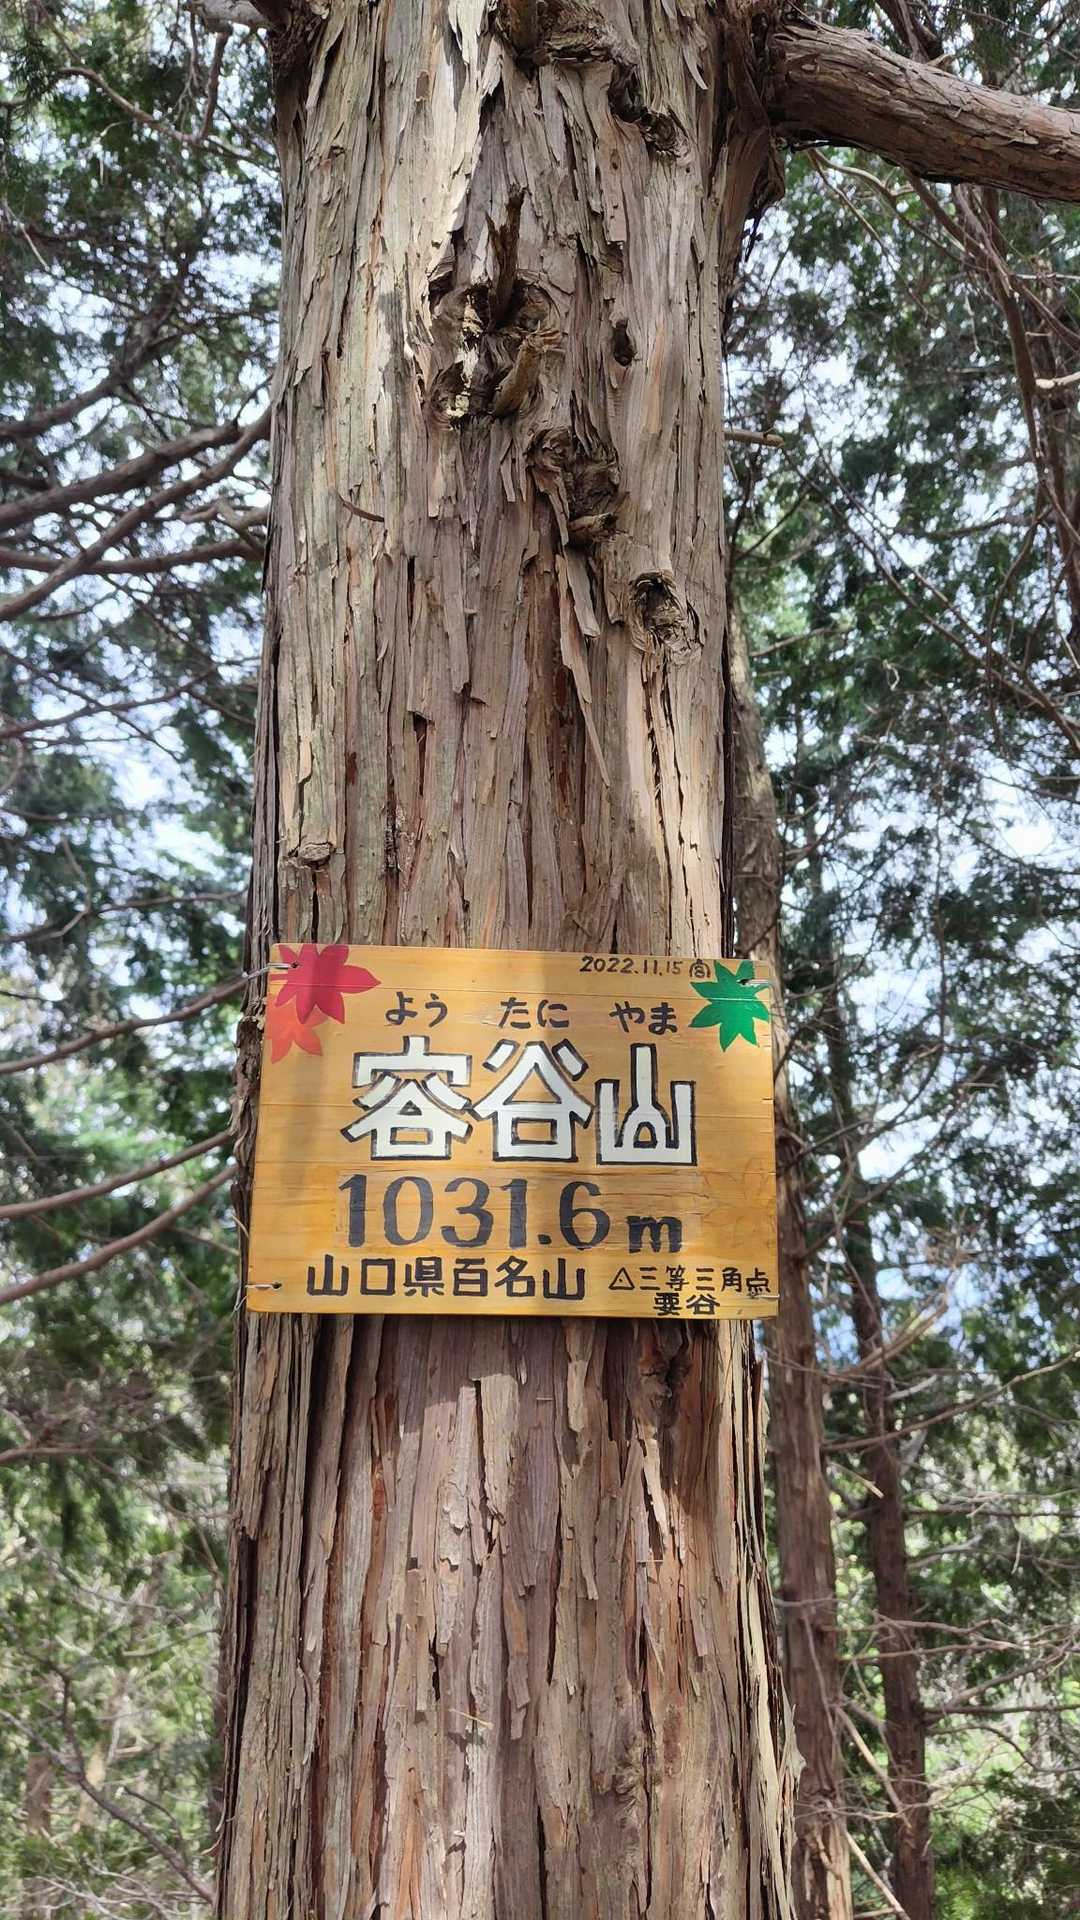 2022.11.15
よう たに やま
容谷山
1031.6m
山口県百名山
△三等三角点
要谷